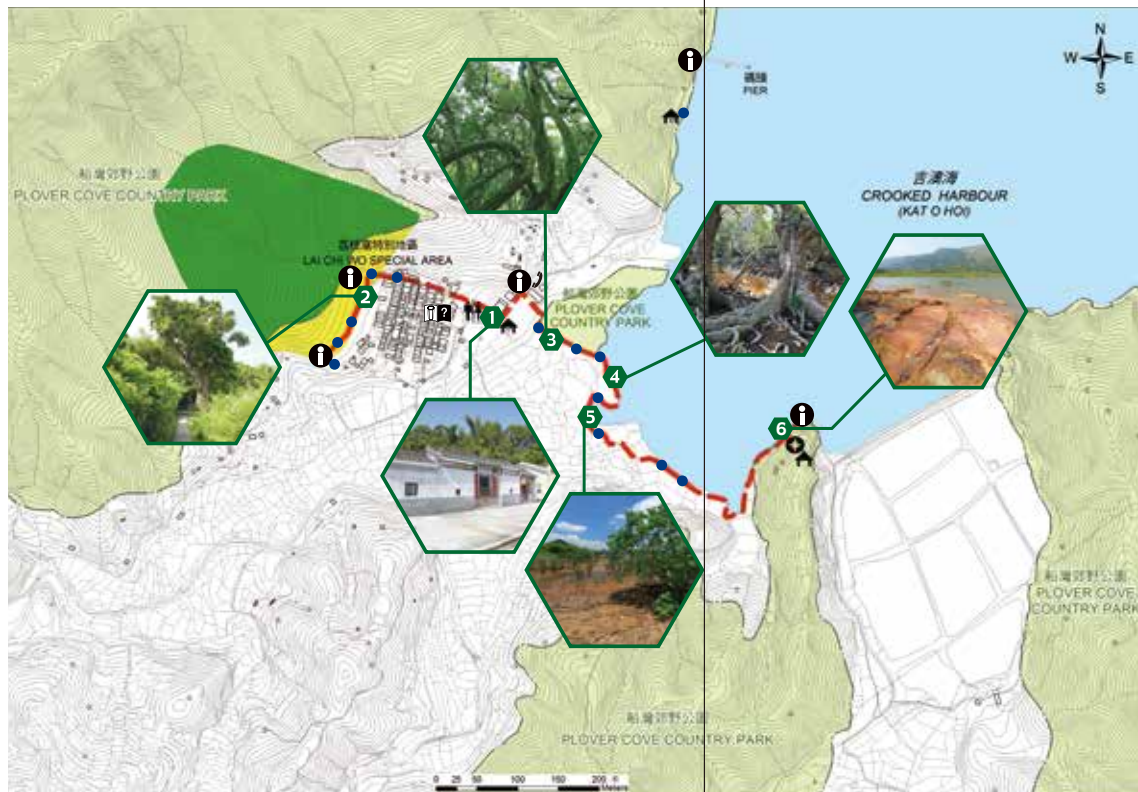 N
W E
S
碼頭
PIER
船灣郊野公園
PLOVER COVE COUNTRY PARK
吉澳海
CROOKED HARBOUR
(KAT O HOI)
荔枝窩特別地區
LAI CHI WO SPECIAL AREA
船灣郊野公園
PLOVER COVE
COUNTRY PARK
i
i
i
i
i
?
1
2
3
4
5
6
船灣郊野公園
PLOVER COVE
COUNTRY PARK
船灣郊野公園
PLOVER COVE COUNTRY PARK
0 25 50 100 150 200
Meters